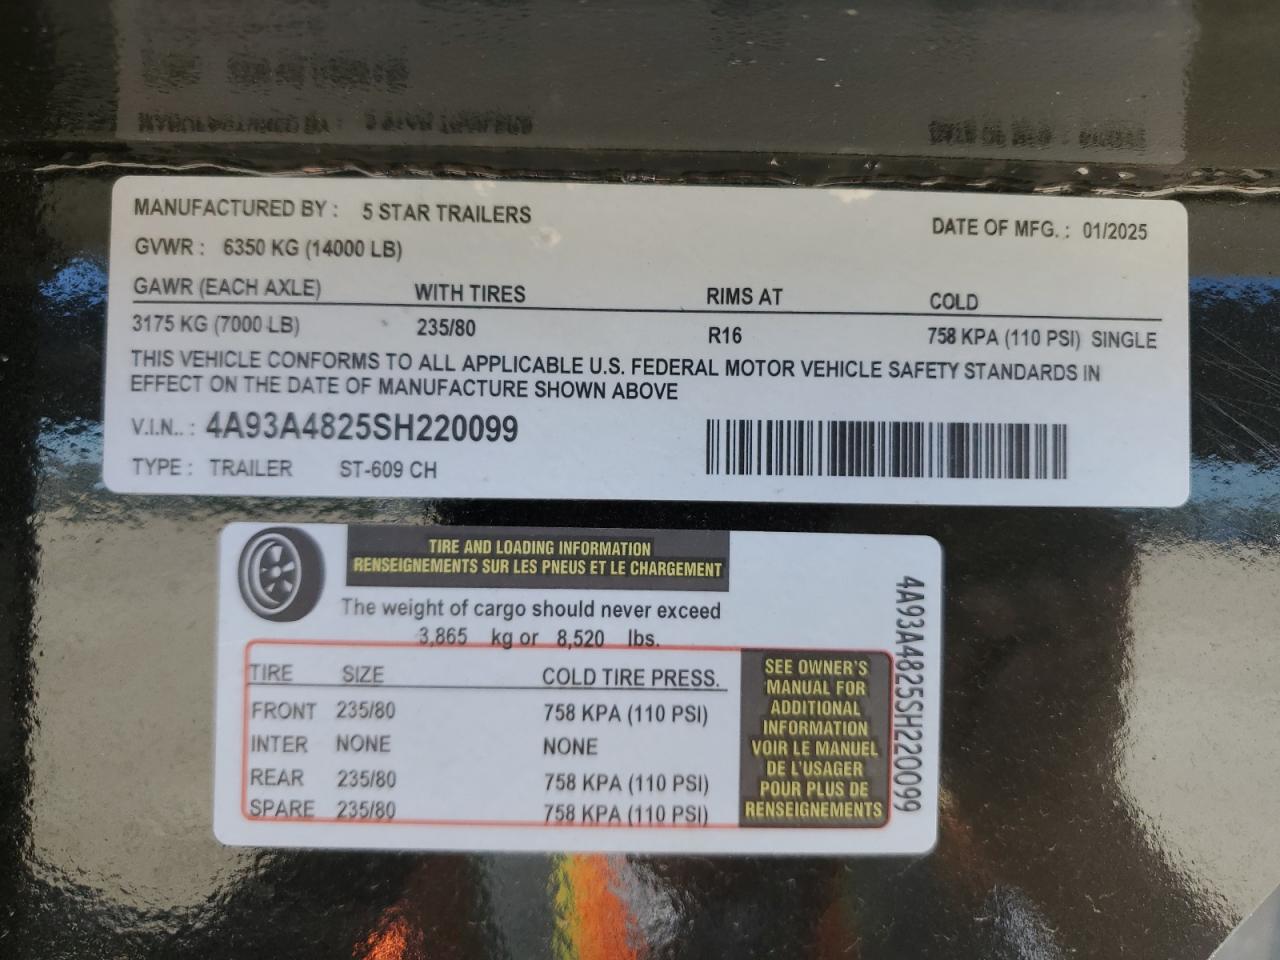 MANUFACTURED BY : 5 STAR TRAILERS
DATE OF MFG. : 01/2025
GVWR : 6350 KG (14000 LB)
GAWR (EACH AXLE) WITH TIRES RIMS AT COLD
3175 KG (7000 LB) 235/80 R16 758 KPA (110 PSI) SINGLE
THIS VEHICLE CONFORMS TO ALL APPLICABLE U.S. FEDERAL MOTOR VEHICLE SAFETY STANDARDS IN
EFFECT ON THE DATE OF MANUFACTURE SHOWN ABOVE
V.I.N.. : 4A93A4825SH220099
TYPE : TRAILER ST-609 CH
TIRE AND LOADING INFORMATION
RENSEIGNEMENTS SUR LES PNEUS ET LE CHARGEMENT
The weight of cargo should never exceed
3,865 kg or 8,520 lbs.
TIRE SIZE COLD TIRE PRESS.
FRONT 235/80 758 KPA (110 PSI)
INTER NONE NONE
REAR 235/80 758 KPA (110 PSI)
SPARE 235/80 758 KPA (110 PSI)
SEE OWNER'S
MANUAL FOR
ADDITIONAL
INFORMATION
VOIR LE MANUEL
DE L'USAGER
POUR PLUS DE
RENSEIGNEMENTS
4A93A4825SH220099